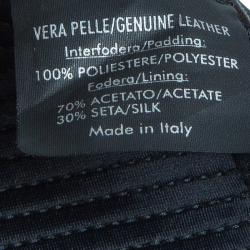 VERA PELLE/GENUINE LEATHER
Interfodera/Padding:
100% POLIESTERE/POLYESTER
Fodera/Lining:
70% ACETATO/ACETATE
30% SETA/SILK
Made in Italy